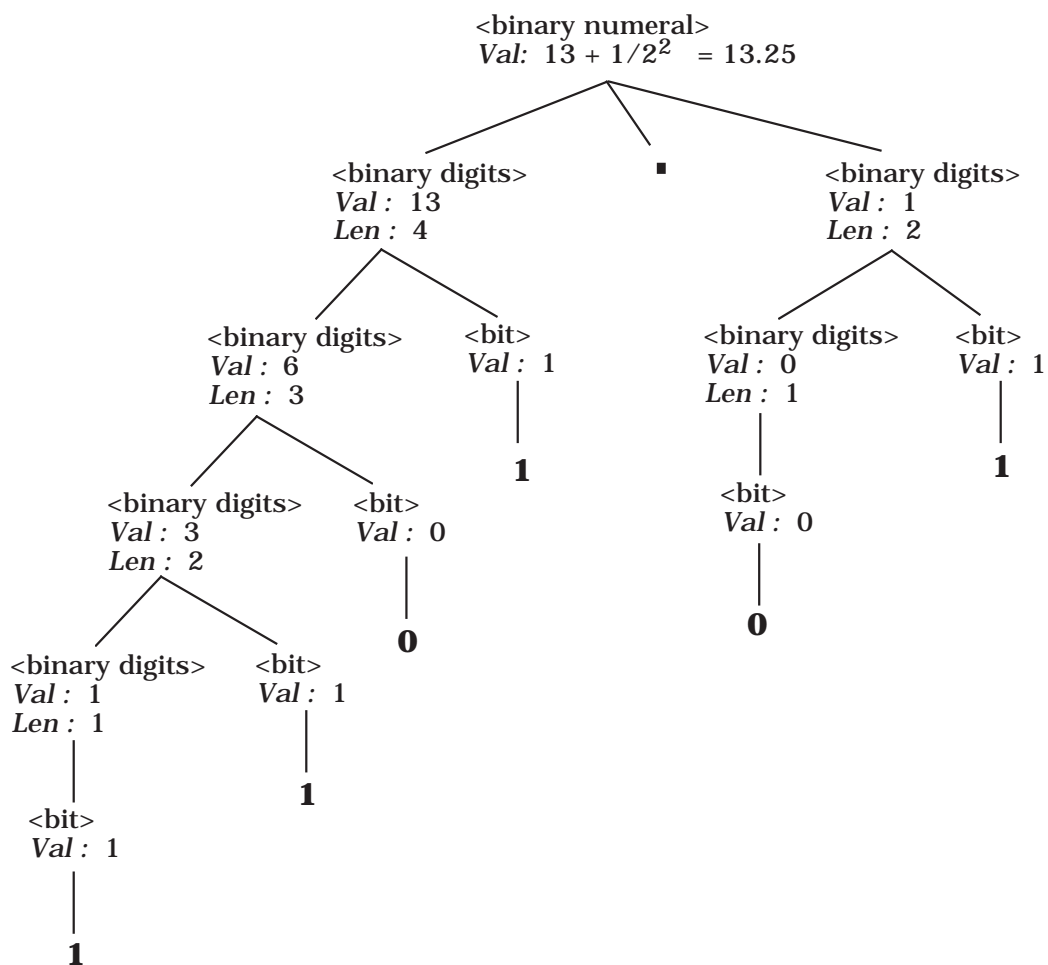 <binary numeral>
Val: 13 + 1/2² = 13.25
<binary digits>
Val : 13
Len : 4
.
<binary digits>
Val : 1
Len : 2
<binary digits>
Val : 6
Len : 3
<bit>
Val : 1
1
<binary digits>
Val : 0
Len : 1
<bit>
Val : 1
1
<binary digits>
Val : 3
Len : 2
<bit>
Val : 0
0
<bit>
Val : 0
0
<binary digits>
Val : 1
Len : 1
<bit>
Val : 1
1
<bit>
Val : 1
1